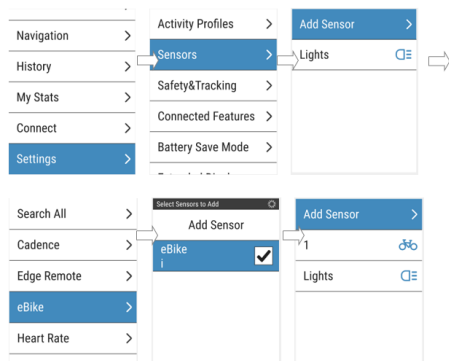 Navigation
History
My Stats
Connect
Settings
Activity Profiles
Sensors
Safety&Tracking
Connected Features
Battery Save Mode
Add Sensor
Lights
Search All
Cadence
Edge Remote
eBike
Heart Rate
Select Sensors to Add
Add Sensor
eBike
i
Add Sensor
1
Lights